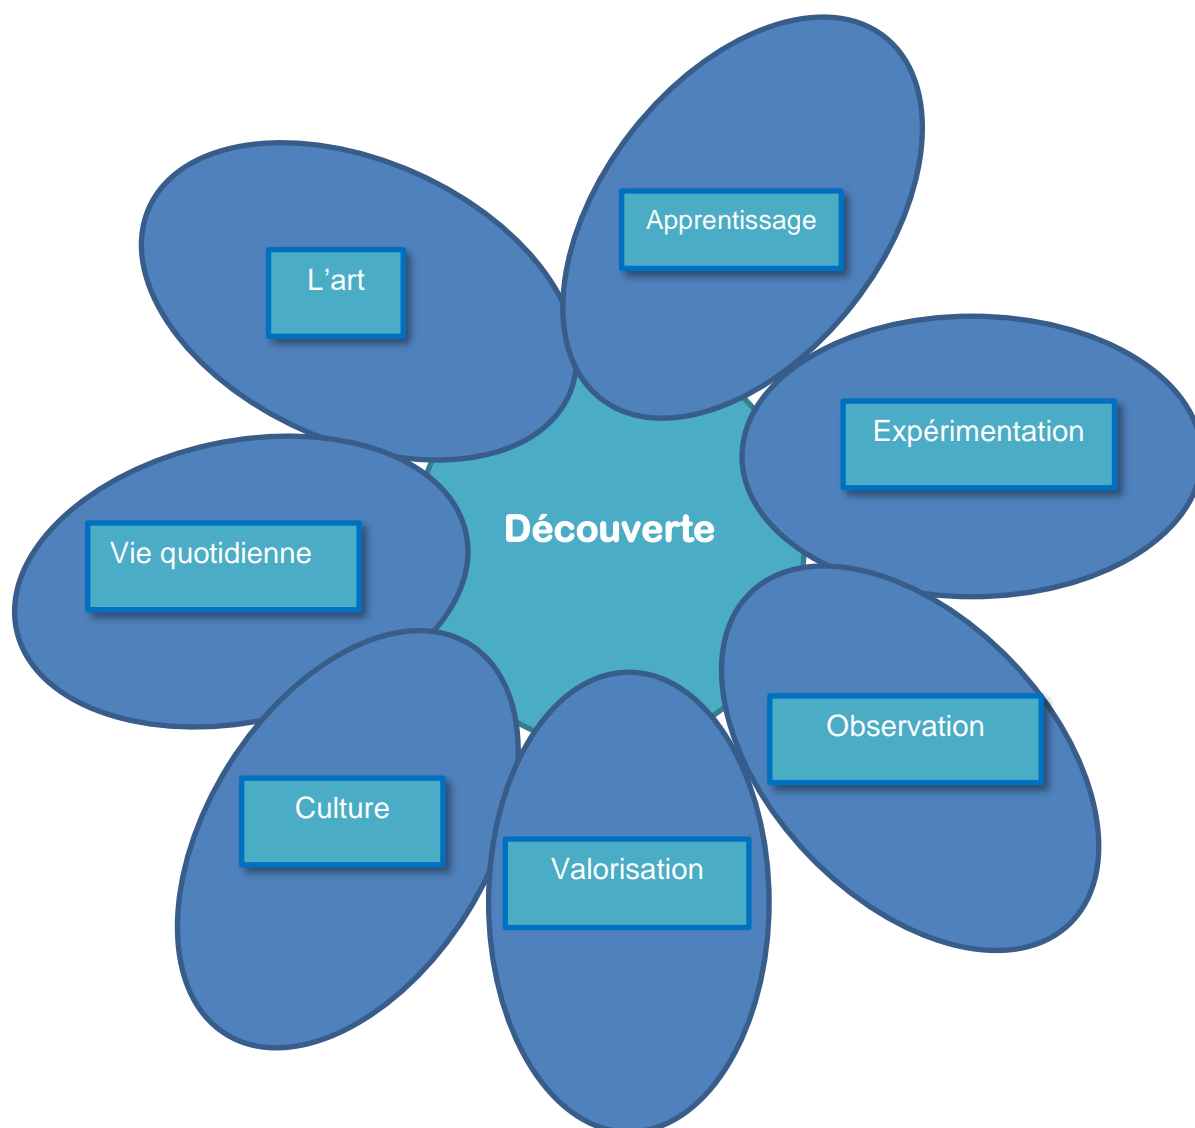 Apprentissage
L’art
Expérimentation
Découverte
Vie quotidienne
Observation
Culture
Valorisation